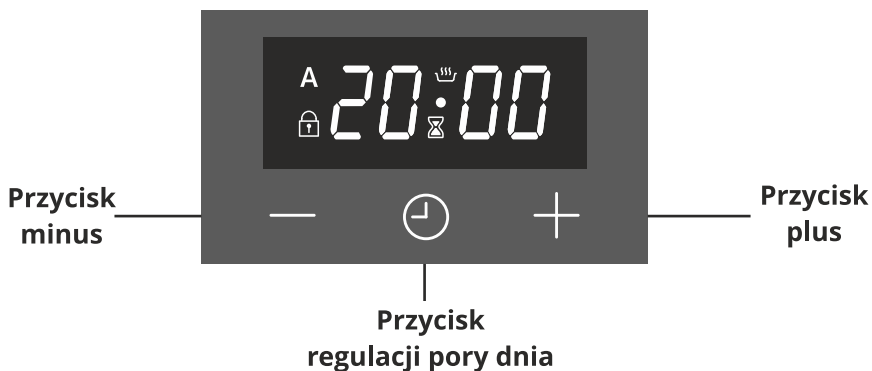 A 20:00
Przycisk
minus
Przycisk
plus
Przycisk
regulacji pory dnia